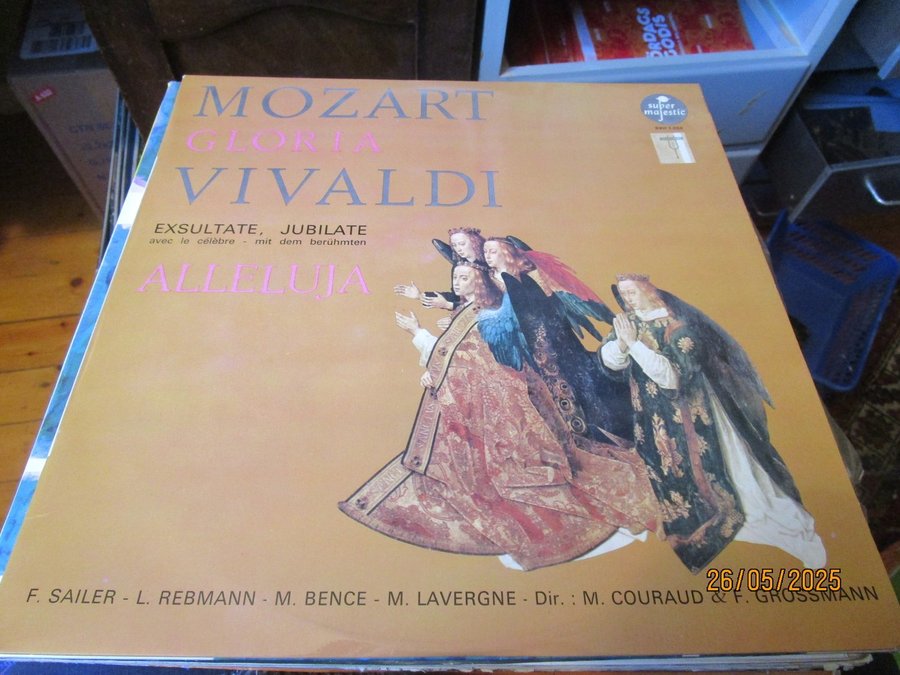 MOZART
GLORIA
VIVALDI
EXSULTATE, JUBILATE
avec le célèbre - mit dem berühmten
ALLELUJA
super
majestic
SANCTUS
F. SAILER - L. REBMANN - M. BENCE - M. LAVERGNE - Dir. : M. COURAUD & F. GROSSMANN
26/05/2025